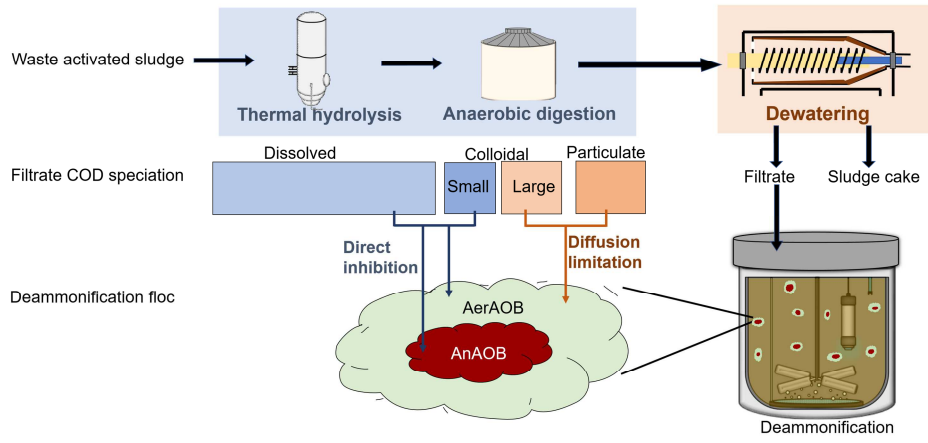 Waste activated sludge
Thermal hydrolysis
Anaerobic digestion
Dewatering
Filtrate
Sludge cake
Filtrate COD speciation
Dissolved
Colloidal
Particulate
Small
Large
Direct
inhibition
Diffusion
limitation
Deammonification floc
AerAOB
AnAOB
Deammonification